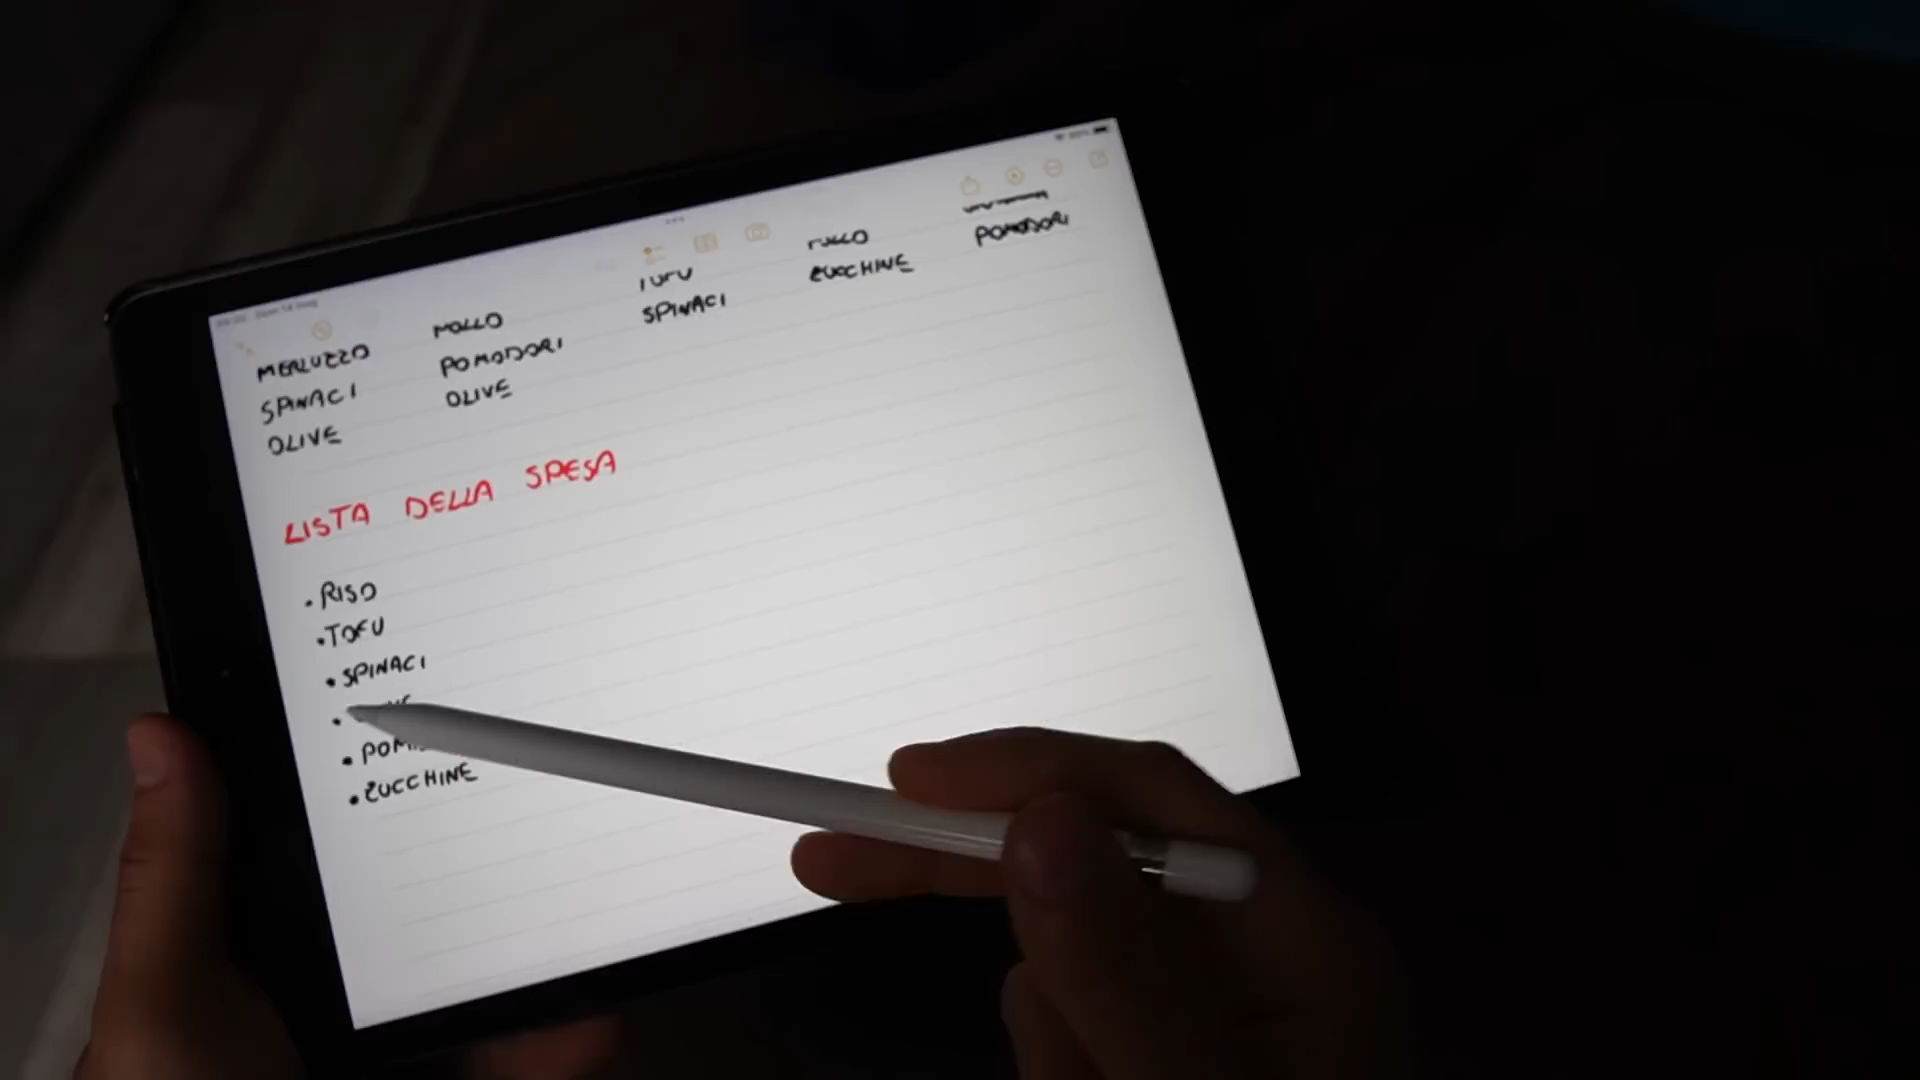 MERLUZZO
SPINACI
OLIVE
POLLO
POMODORI
OLIVE
TOFU
SPINACI
POLLO
ZUCCHINE
POMODORI
LISTA DELLA SPESA
• RISO
• TOFU
• SPINACI
•
•
• ZUCCHINE